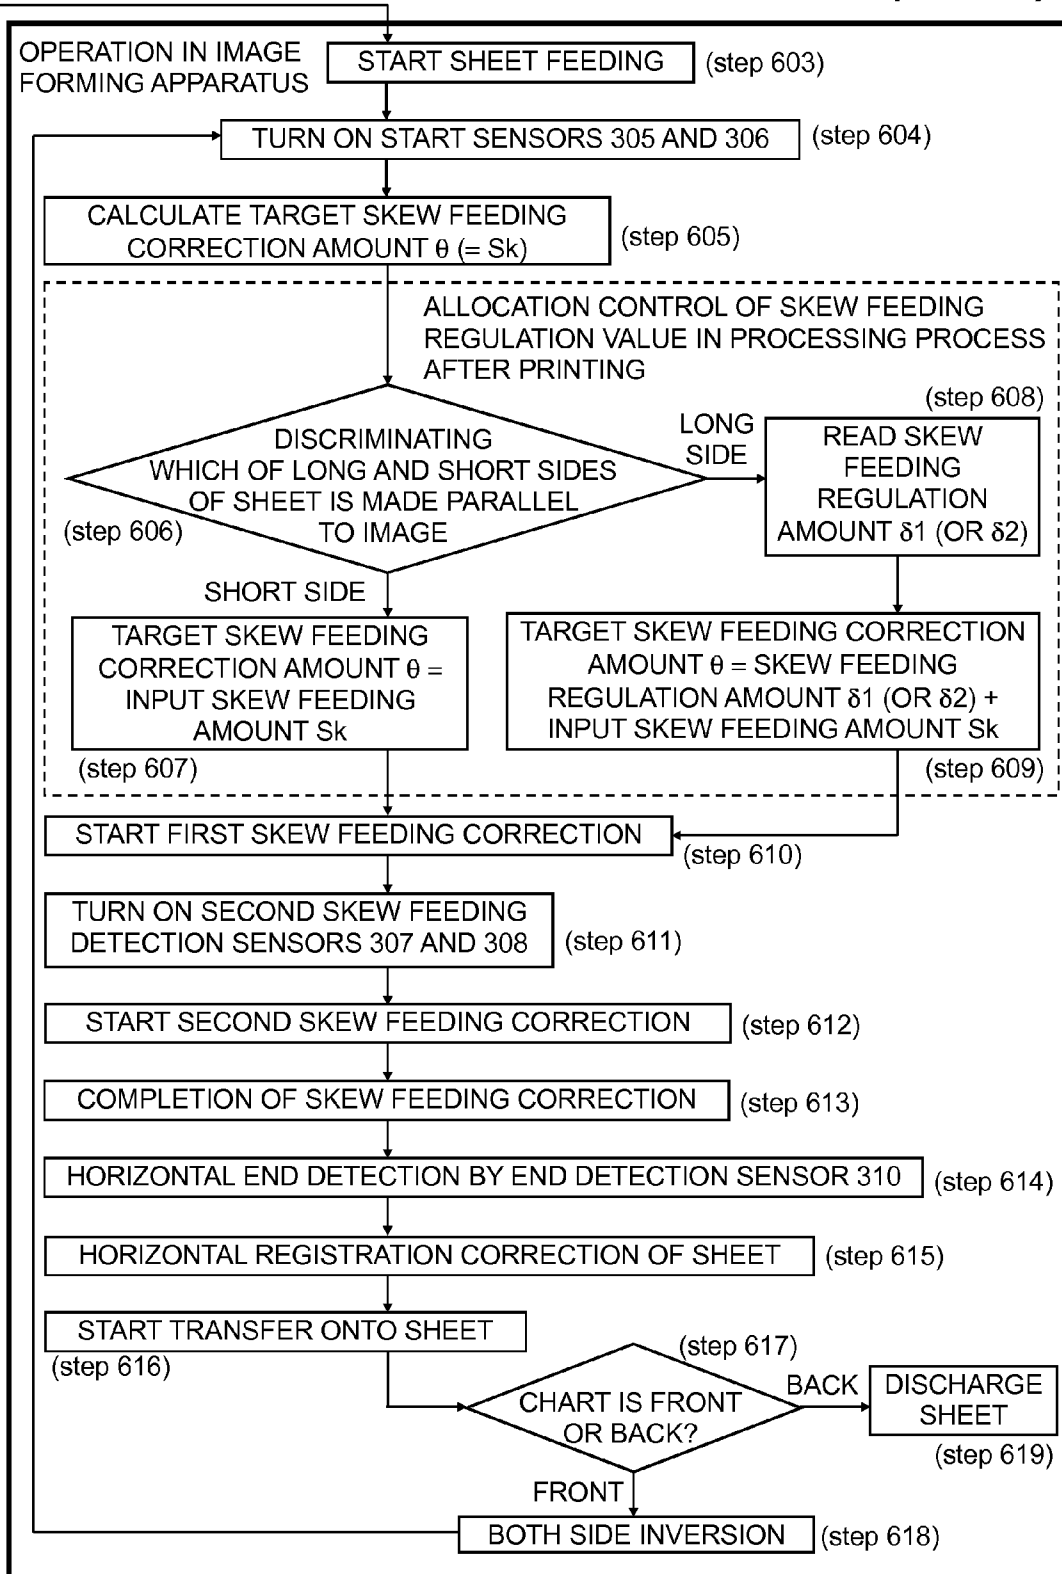 OPERATION IN IMAGE
FORMING APPARATUS
START SHEET FEEDING
(step 603)
TURN ON START SENSORS 305 AND 306
(step 604)
CALCULATE TARGET SKEW FEEDING
CORRECTION AMOUNT θ (= Sk)
(step 605)
ALLOCATION CONTROL OF SKEW FEEDING
REGULATION VALUE IN PROCESSING PROCESS
AFTER PRINTING
DISCRIMINATING
WHICH OF LONG AND SHORT SIDES
OF SHEET IS MADE PARALLEL
TO IMAGE
(step 606)
LONG
SIDE
(step 608)
READ SKEW
FEEDING
REGULATION
AMOUNT δ1 (OR δ2)
SHORT SIDE
TARGET SKEW FEEDING
CORRECTION AMOUNT θ =
INPUT SKEW FEEDING
AMOUNT Sk
(step 607)
TARGET SKEW FEEDING CORRECTION
AMOUNT θ = SKEW FEEDING
REGULATION AMOUNT δ1 (OR δ2) +
INPUT SKEW FEEDING AMOUNT Sk
(step 609)
START FIRST SKEW FEEDING CORRECTION
(step 610)
TURN ON SECOND SKEW FEEDING
DETECTION SENSORS 307 AND 308
(step 611)
START SECOND SKEW FEEDING CORRECTION
(step 612)
COMPLETION OF SKEW FEEDING CORRECTION
(step 613)
HORIZONTAL END DETECTION BY END DETECTION SENSOR 310
(step 614)
HORIZONTAL REGISTRATION CORRECTION OF SHEET
(step 615)
START TRANSFER ONTO SHEET
(step 616)
(step 617)
CHART IS FRONT
OR BACK?
BACK
DISCHARGE
SHEET
(step 619)
FRONT
BOTH SIDE INVERSION
(step 618)